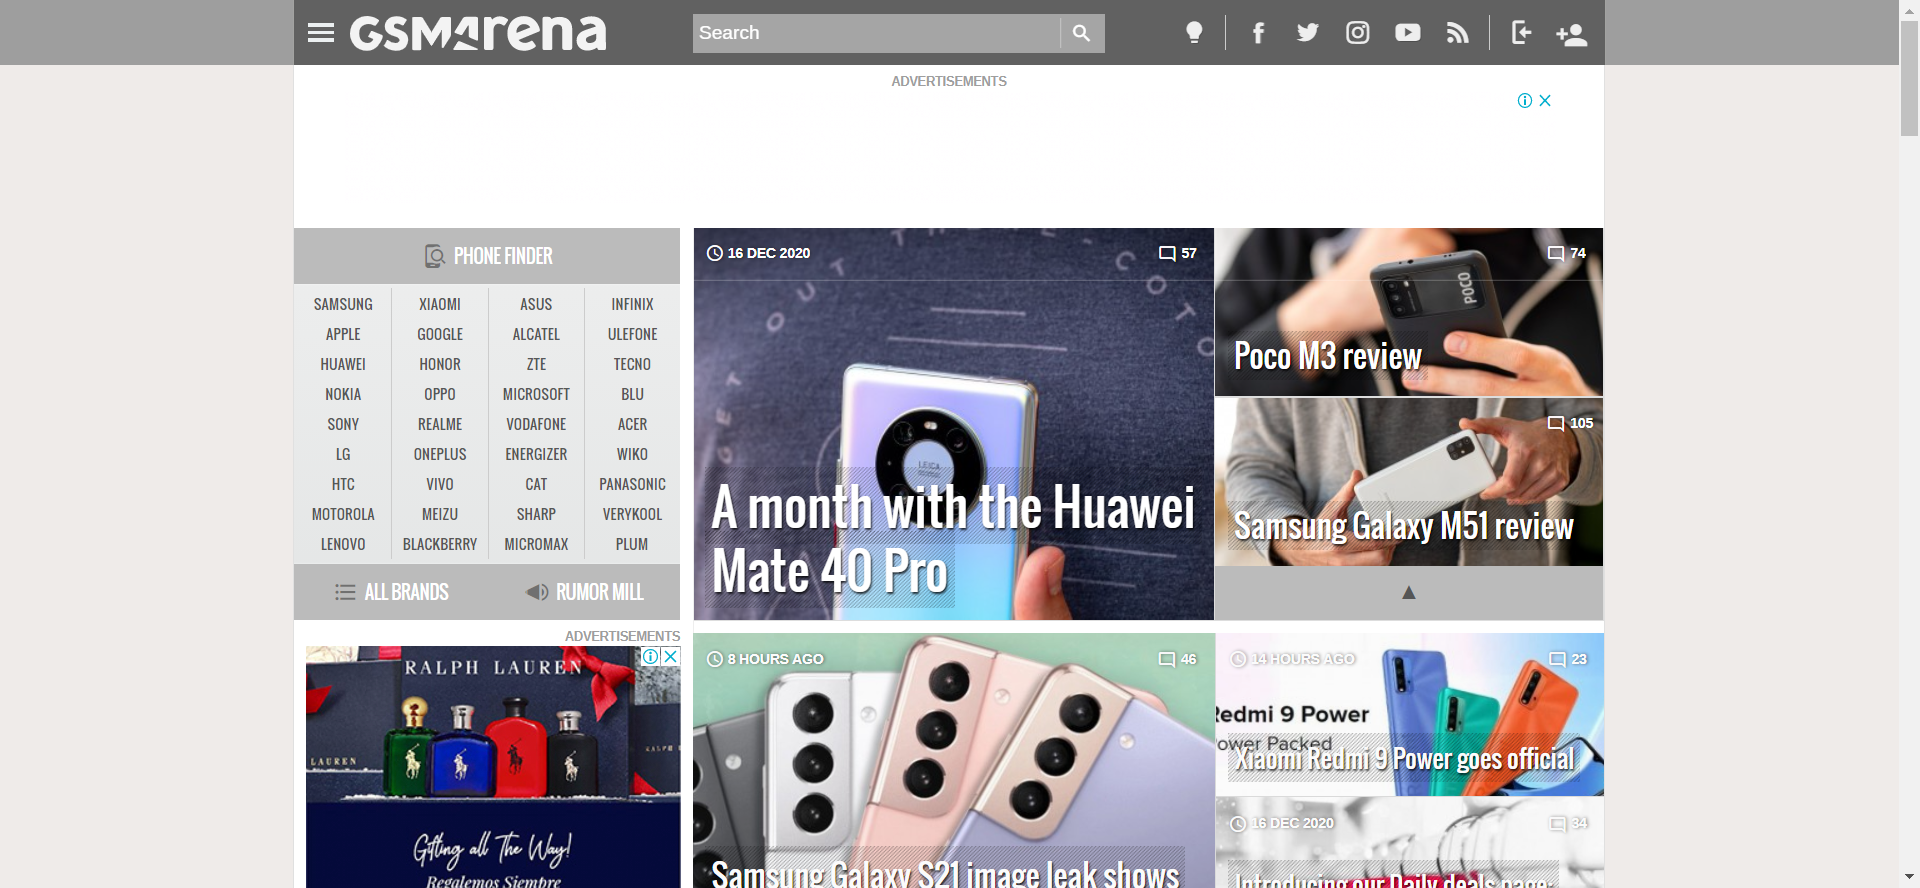 GSMArena
Search
ADVERTISEMENTS
PHONE FINDER
SAMSUNG XIAOMI ASUS INFINIX
APPLE GOOGLE ALCATEL ULEFONE
HUAWEI HONOR ZTE TECNO
NOKIA OPPO MICROSOFT BLU
SONY REALME VODAFONE ACER
LG ONEPLUS ENERGIZER WIKO
HTC VIVO CAT PANASONIC
MOTOROLA MEIZU SHARP VERYKOOL
LENOVO BLACKBERRY MICROMAX PLUM
ALL BRANDS RUMOR MILL
16 DEC 2020 57
LEICA
A month with the Huawei
Mate 40 Pro
74
POCO
Poco M3 review
105
Samsung Galaxy M51 review
ADVERTISEMENTS
RALPH LAUREN
LAUREN
RALPH L
Gifting all The Way!
Regalemos Siempre
8 HOURS AGO 46
Samsung Galaxy S21 image leak shows
14 HOURS AGO 23
Redmi 9 Power
ower Packed
Xiaomi Redmi 9 Power goes official
16 DEC 2020 34
Introducing our Daily deals page: